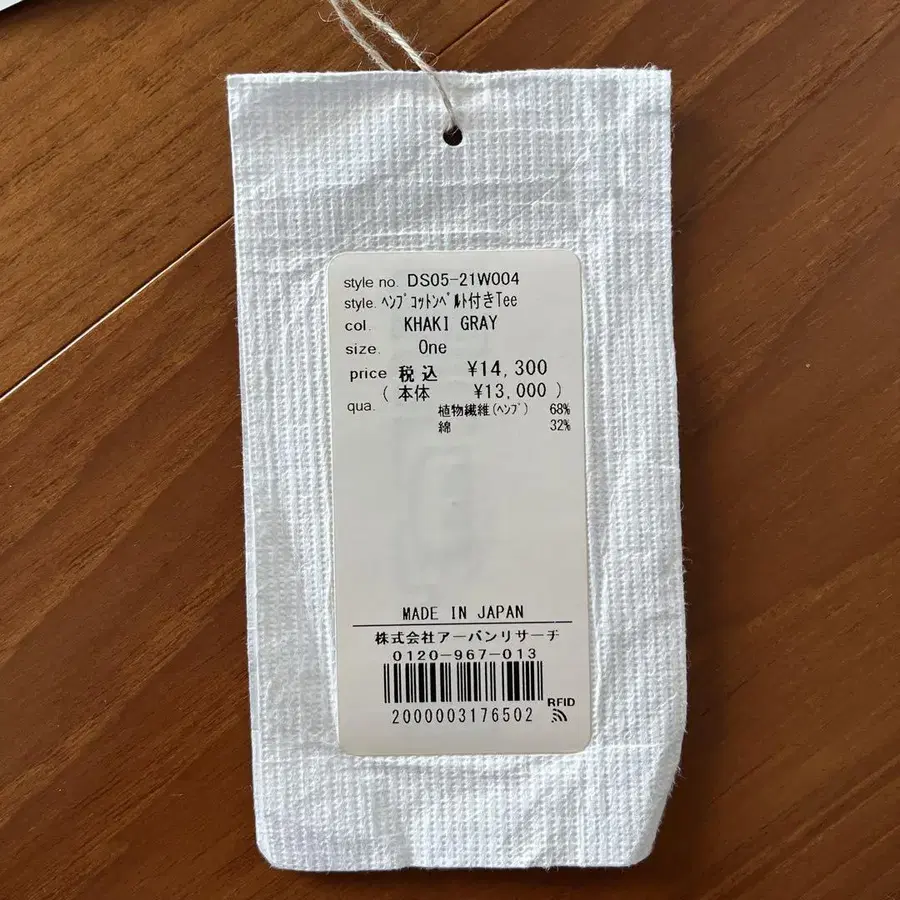 style no. DS05-21W004
style. ﾍﾝﾌﾟｺｯﾄﾝﾍﾞﾙﾄ付きTee
col. KHAKI GRAY
size. One
price 税込 ¥14,300
( 本体 ¥13,000 )
qua. 植物繊維(ﾍﾝﾌﾟ) 68%
綿 32%
MADE IN JAPAN
株式会社アーバンリサーチ
0120-967-013
RFID
2000003176502